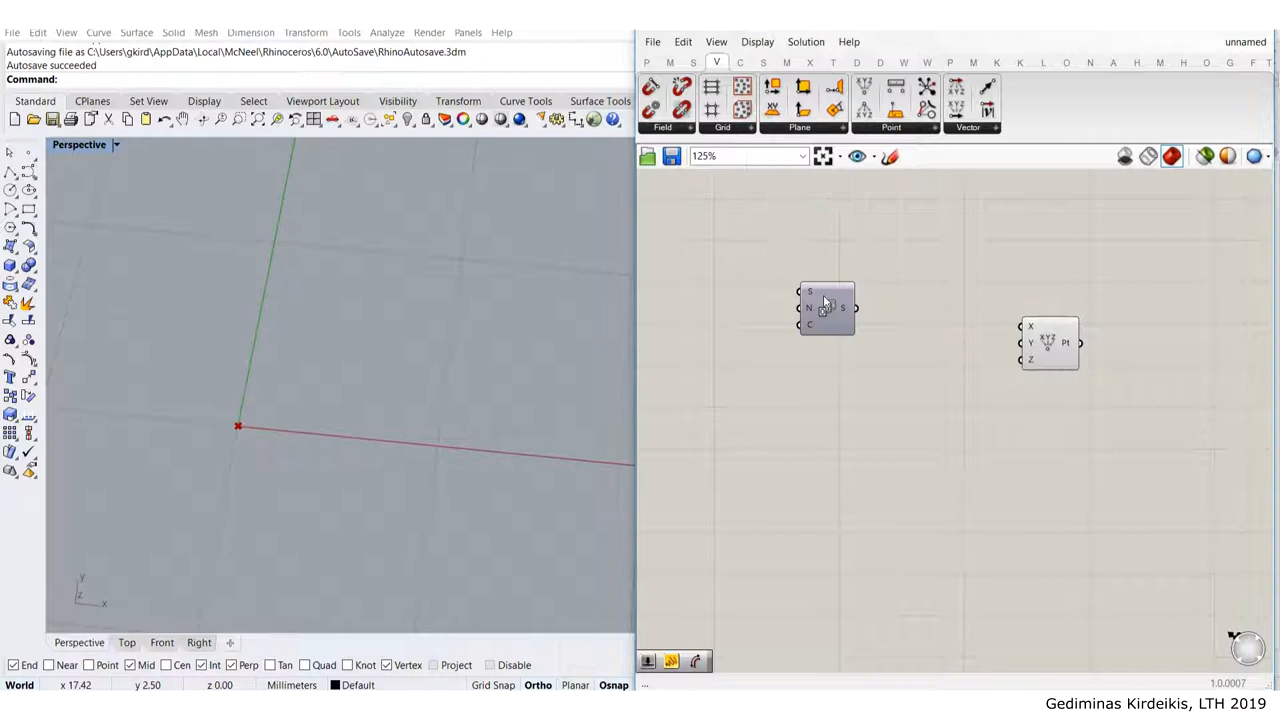 File Edit View Curve Surface Solid Mesh Dimension Transform Tools Analyze Render Panels Help
Autosaving file as C:\Users\gkird\AppData\Local\McNeel\Rhinoceros\6.0\AutoSave\RhinoAutosave.3dm
Autosave succeeded
Command:
Standard CPlanes Set View Display Select Viewport Layout Visibility Transform Curve Tools Surface Tools
Perspective
y
z x
Perspective Top Front Right
End Near Point Mid Cen Int Perp Tan Quad Knot Vertex Project Disable
World x 17.42 y 2.50 z 0.00 Millimeters Default Grid Snap Ortho Planar Osnap
File Edit View Display Solution Help unnamed
P M S V C S M X T D A W W P M N K L A U G F T
Field Grid Plane Point Vector
125%
S
N S
C
X
Y XYZ Pt
Z
... 1.0.0007
Gediminas Kirdeikis, LTH 2019